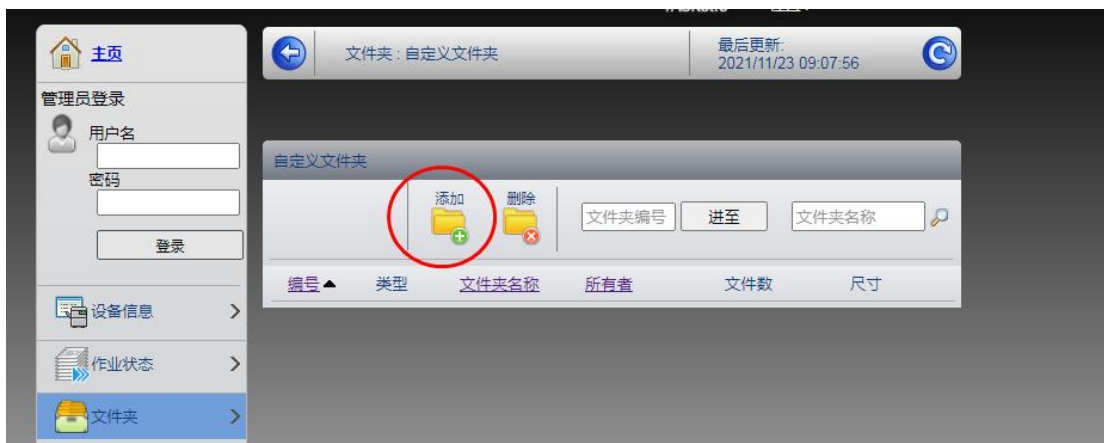 主页
文件夹 : 自定义文件夹
最后更新:
2021/11/23 09:07:56
管理员登录
用户名
密码
登录
自定义文件夹
添加
删除
文件夹编号
进至
文件夹名称
编号▲ 类型 文件夹名称 所有者 文件数 尺寸
设备信息
作业状态
文件夹